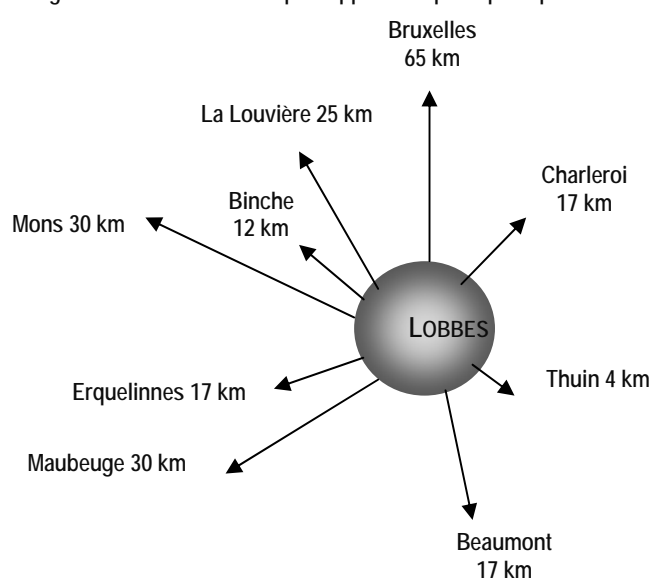 Bruxelles
65 km
La Louvière 25 km
Charleroi
17 km
Binche
12 km
Mons 30 km
LOBBES
Thuin 4 km
Erquelinnes 17 km
Maubeuge 30 km
Beaumont
17 km